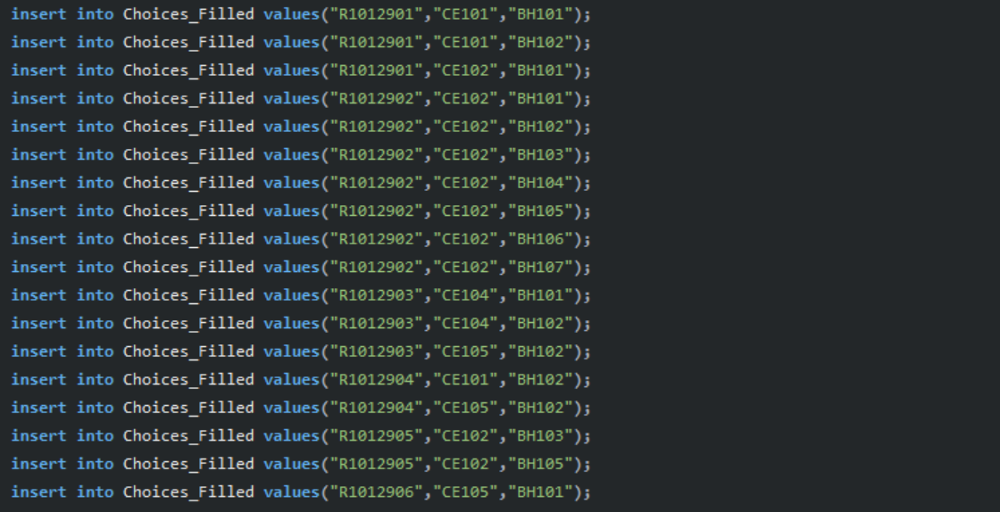 insert into Choices_Filled values("R1012901","CE101","BH101");
insert into Choices_Filled values("R1012901","CE101","BH102");
insert into Choices_Filled values("R1012901","CE102","BH101");
insert into Choices_Filled values("R1012902","CE102","BH101");
insert into Choices_Filled values("R1012902","CE102","BH102");
insert into Choices_Filled values("R1012902","CE102","BH103");
insert into Choices_Filled values("R1012902","CE102","BH104");
insert into Choices_Filled values("R1012902","CE102","BH105");
insert into Choices_Filled values("R1012902","CE102","BH106");
insert into Choices_Filled values("R1012902","CE102","BH107");
insert into Choices_Filled values("R1012903","CE104","BH101");
insert into Choices_Filled values("R1012903","CE104","BH102");
insert into Choices_Filled values("R1012903","CE105","BH102");
insert into Choices_Filled values("R1012904","CE101","BH102");
insert into Choices_Filled values("R1012904","CE105","BH102");
insert into Choices_Filled values("R1012905","CE102","BH103");
insert into Choices_Filled values("R1012905","CE102","BH105");
insert into Choices_Filled values("R1012906","CE105","BH101");